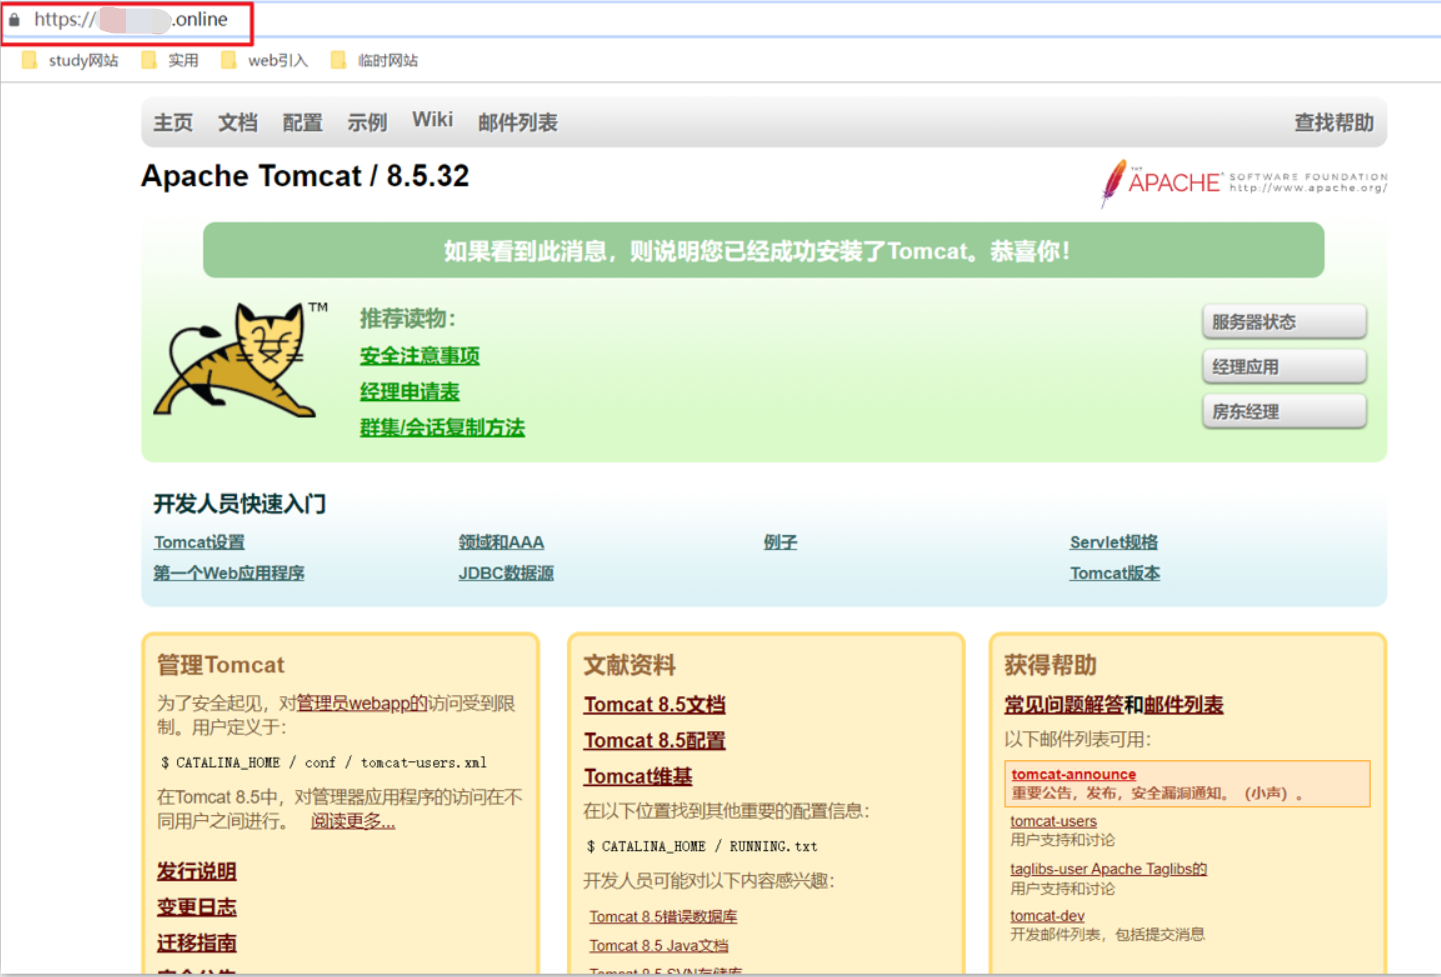 https://
.online
study网站 实用 web引入 临时网站
主页 文档 配置 示例 Wiki 邮件列表 查找帮助
Apache Tomcat / 8.5.32
THE APACHE® SOFTWARE FOUNDATION
http://www.apache.org/
如果看到此消息，则说明您已经成功安装了Tomcat。恭喜你！
TM
推荐读物：
安全注意事项
经理申请表
群集/会话复制方法
服务器状态
经理应用
房东经理
开发人员快速入门
Tomcat设置 领域和AAA 例子 Servlet规格
第一个Web应用程序 JDBC数据源 Tomcat版本
管理Tomcat
为了安全起见，对管理员webapp的访问受到限
制。用户定义于：
$ CATALINA_HOME / conf / tomcat-users.xml
在Tomcat 8.5中，对管理器应用程序的访问在不
同用户之间进行。 阅读更多...
发行说明
变更日志
迁移指南
安全公告
文献资料
Tomcat 8.5文档
Tomcat 8.5配置
Tomcat维基
在以下位置找到其他重要的配置信息：
$ CATALINA_HOME / RUNNING.txt
开发人员可能对以下内容感兴趣：
Tomcat 8.5错误数据库
Tomcat 8.5 Java文档
Tomcat 8.5 SVN存储库
获得帮助
常见问题解答和邮件列表
以下邮件列表可用：
tomcat-announce
重要公告，发布，安全漏洞通知。（小声）。
tomcat-users
用户支持和讨论
taglibs-user Apache Taglibs的
用户支持和讨论
tomcat-dev
开发邮件列表，包括提交消息